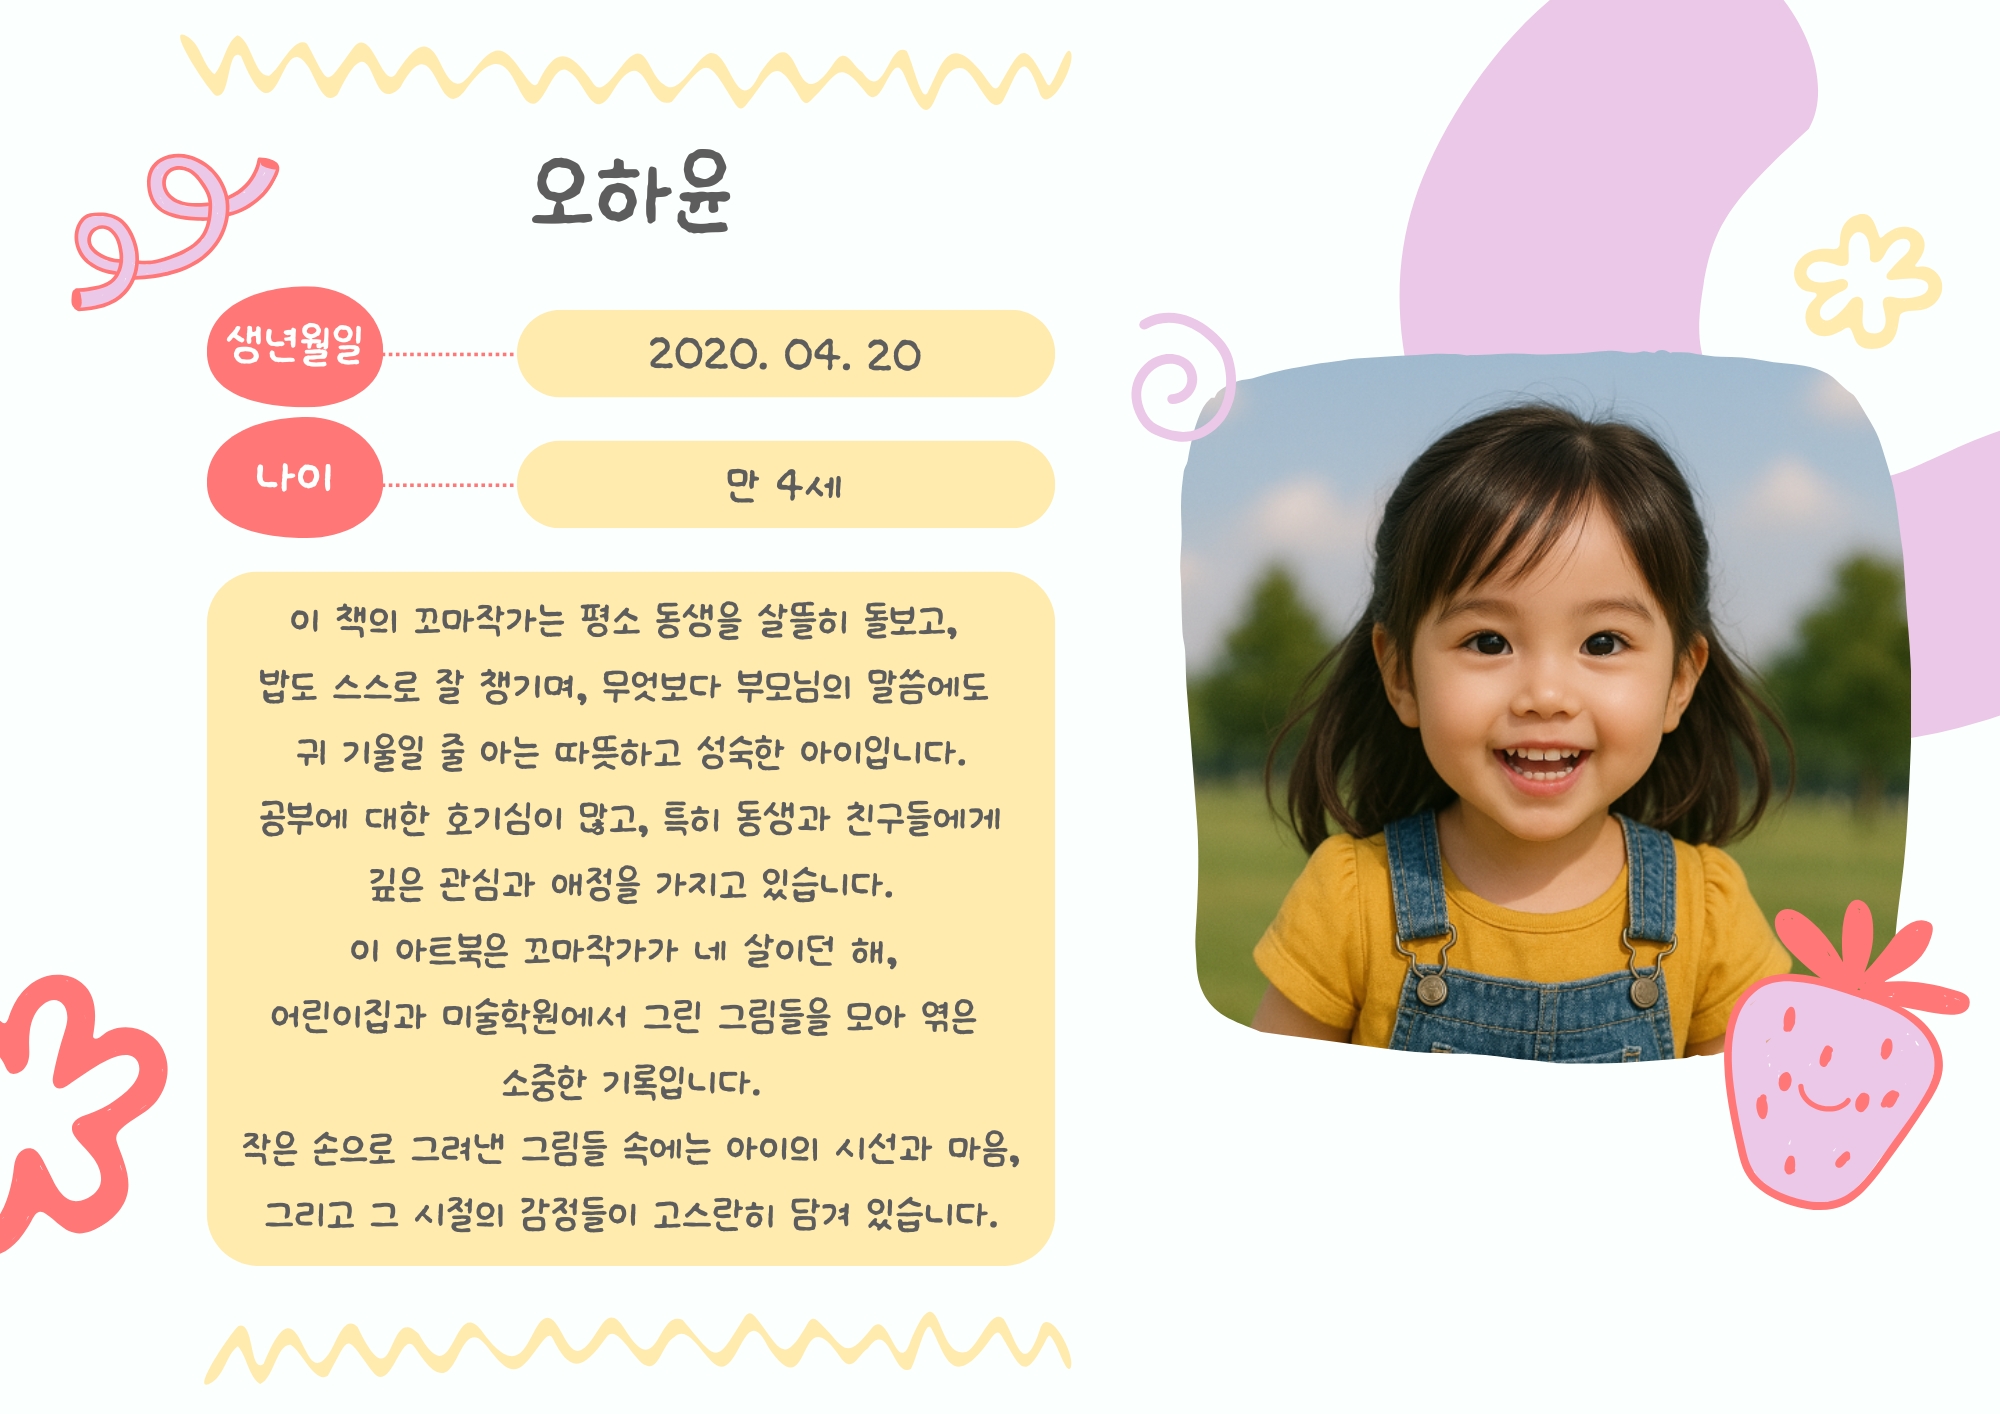 오하윤
생년월일
2020. 04. 20
나이
만 4세
이 책의 꼬마작가는 평소 동생을 살뜰히 돌보고,
밥도 스스로 잘 챙기며, 무엇보다 부모님의 말씀에도
귀 기울일 줄 아는 따뜻하고 성숙한 아이입니다.
공부에 대한 호기심이 많고, 특히 동생과 친구들에게
깊은 관심과 애정을 가지고 있습니다.
이 아트북은 꼬마작가가 네 살이던 해,
어린이집과 미술학원에서 그린 그림들을 모아 엮은
소중한 기록입니다.
작은 손으로 그려낸 그림들 속에는 아이의 시선과 마음,
그리고 그 시절의 감정들이 고스란히 담겨 있습니다.